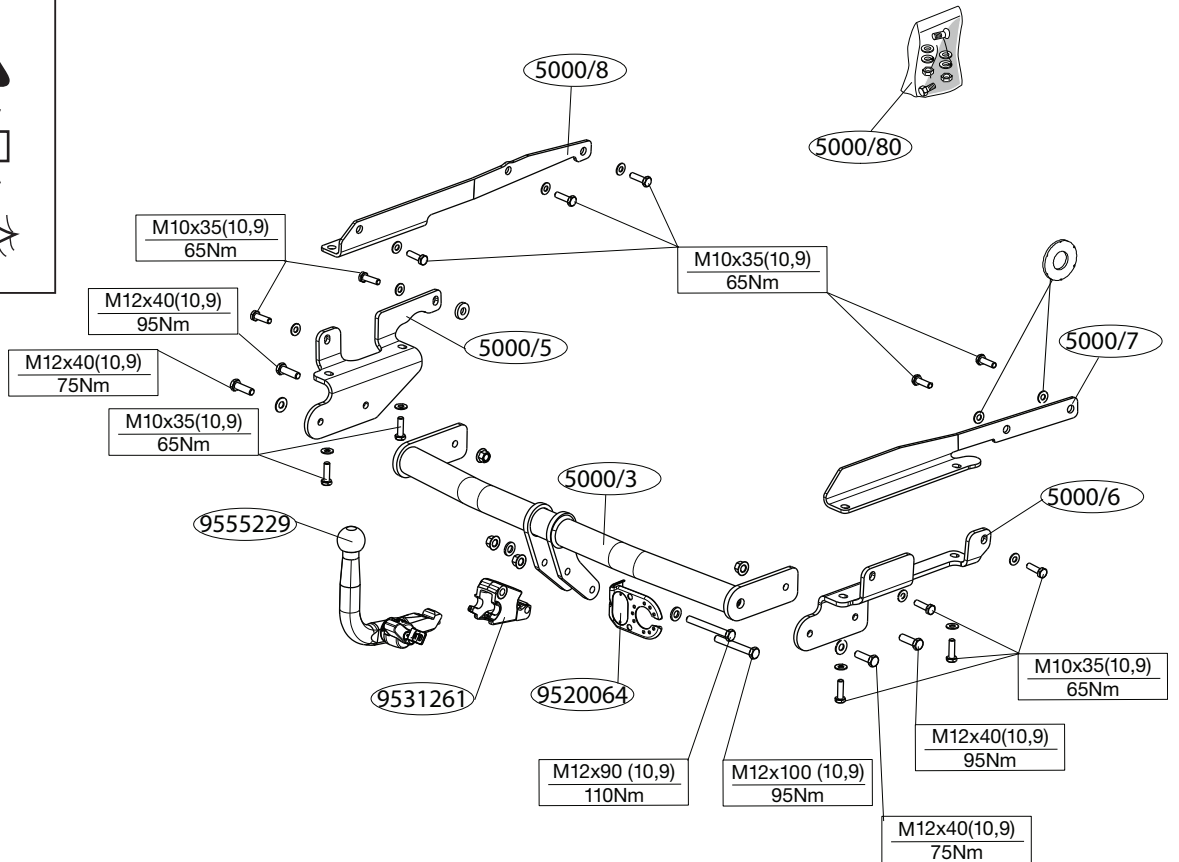 5000/8
5000/80
M10x35(10,9)
65Nm
M10x35(10,9)
65Nm
M12x40(10,9)
95Nm
5000/5
5000/7
M12x40(10,9)
75Nm
M10x35(10,9)
65Nm
5000/3
5000/6
9555229
M10x35(10,9)
65Nm
9531261
9520064
M12x40(10,9)
95Nm
M12x90 (10,9)
110Nm
M12x100 (10,9)
95Nm
M12x40(10,9)
75Nm